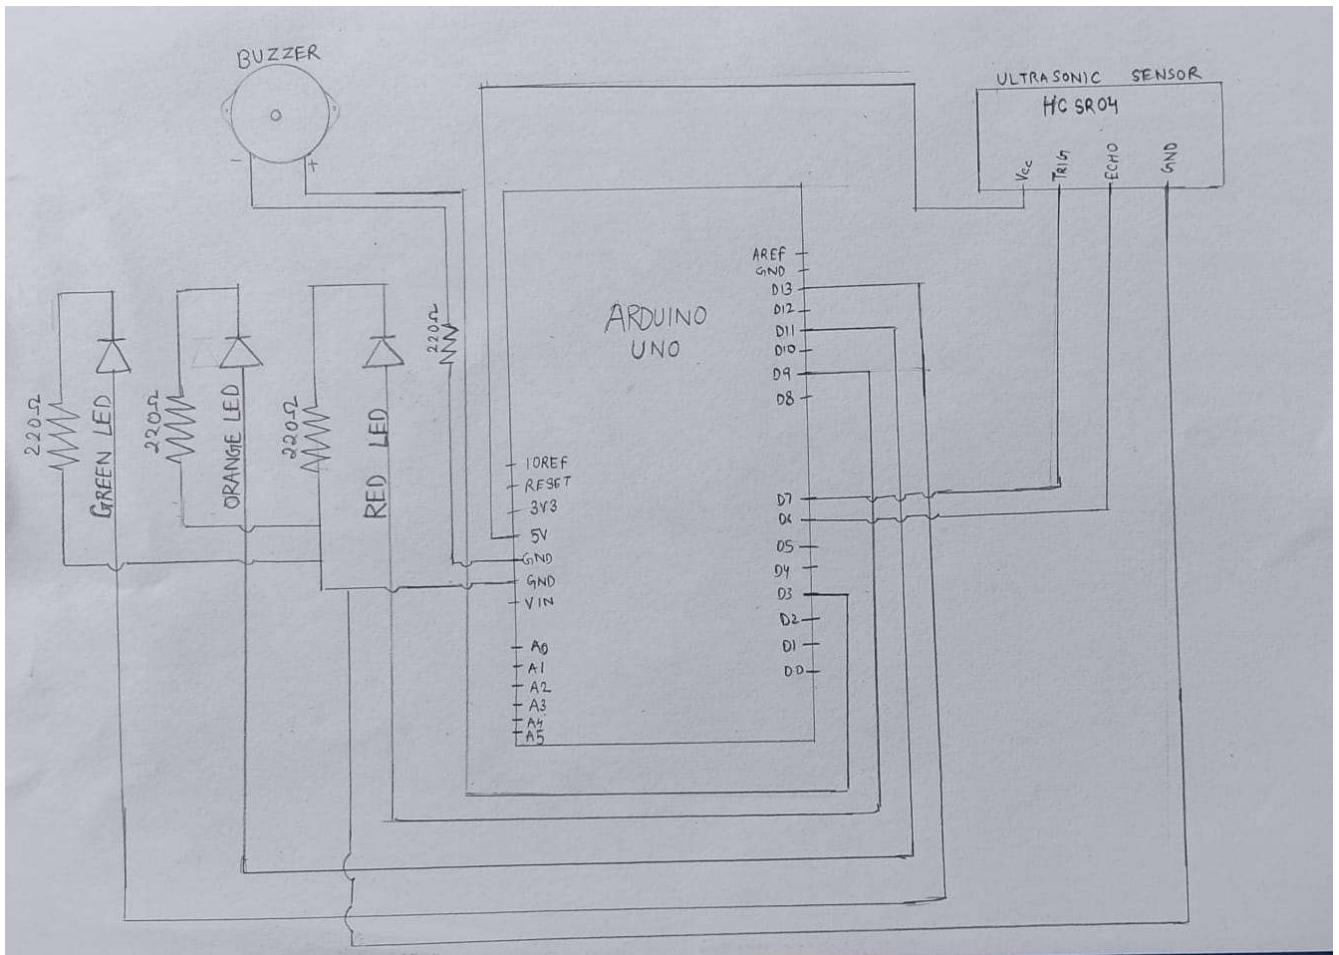 BUZZER
-
+
ULTRASONIC SENSOR
HC SR04
Vcc
TRIG
ECHO
GND
ARDUINO
UNO
AREF
GND
D13
D12
D11
D10
D9
D8
D7
D6
D5
D4
D3
D2
D1
D0
IOREF
RESET
3V3
5V
GND
GND
VIN
A0
A1
A2
A3
A4
A5
220Ω
GREEN LED
220Ω
ORANGE LED
220Ω
RED LED
220Ω